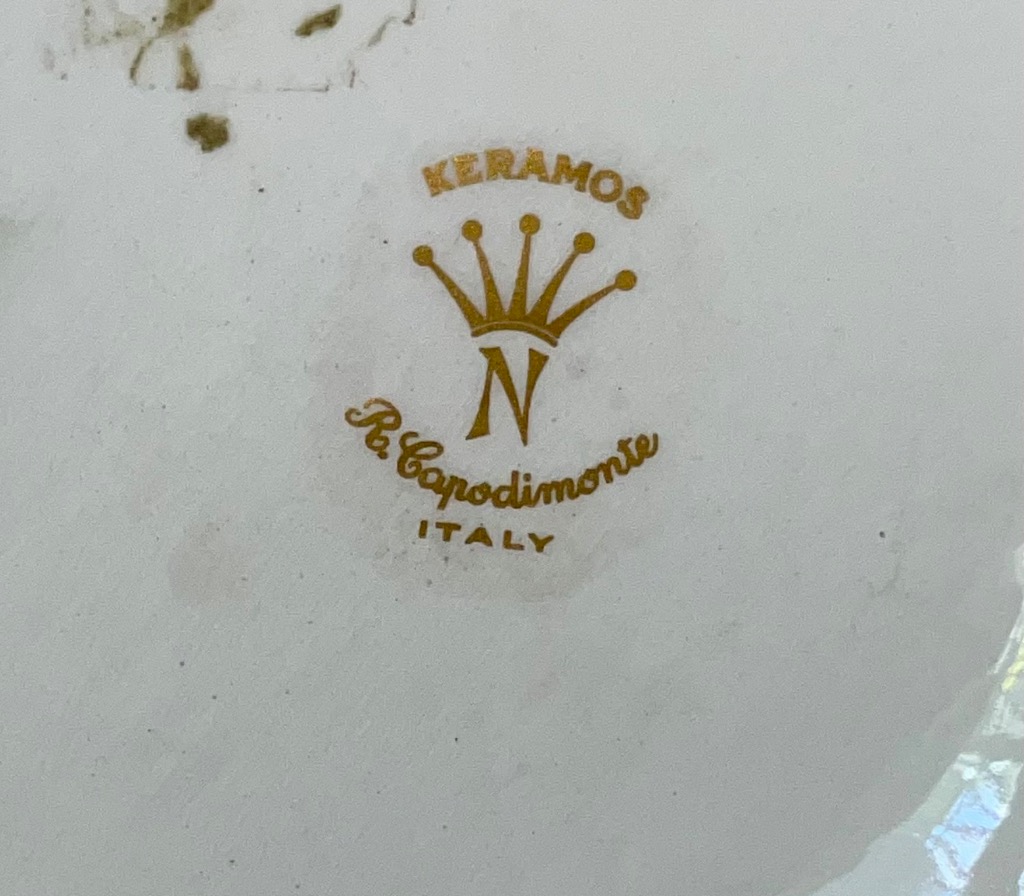 KERAMOS
N
R. Capodimonte
ITALY